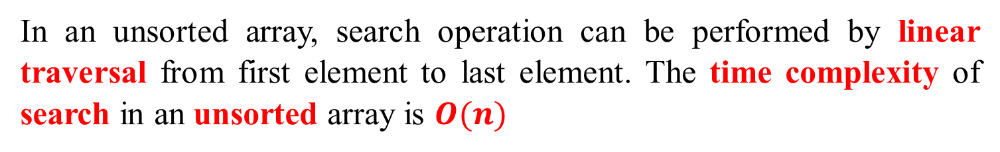 In an unsorted array, search operation can be performed by linear
traversal from first element to last element. The time complexity of
search in an unsorted array is O(n)